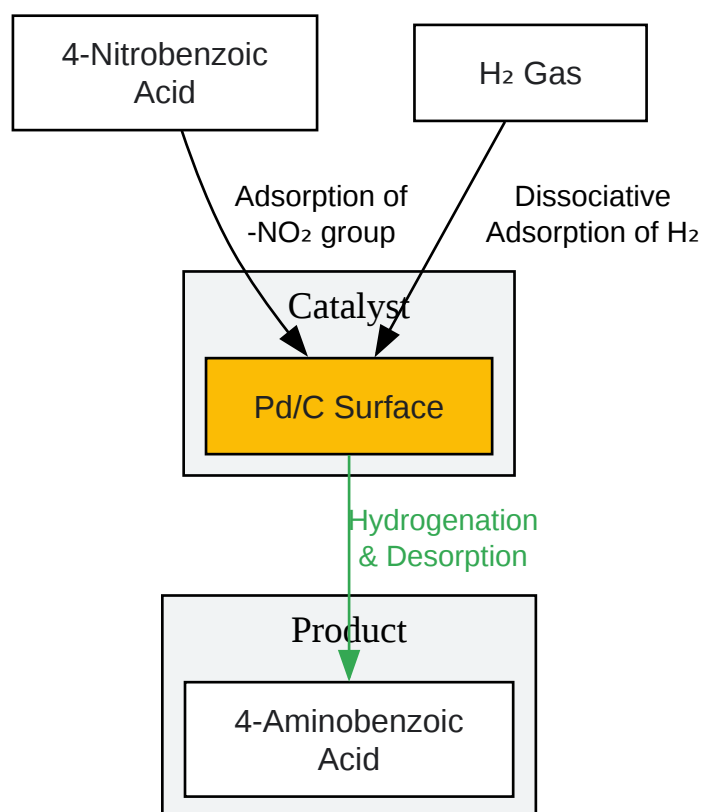 4-Nitrobenzoic
Acid
H₂ Gas
Adsorption of
-NO₂ group
Dissociative
Adsorption of H₂
Catalyst
Pd/C Surface
Hydrogenation
& Desorption
Product
4-Aminobenzoic
Acid